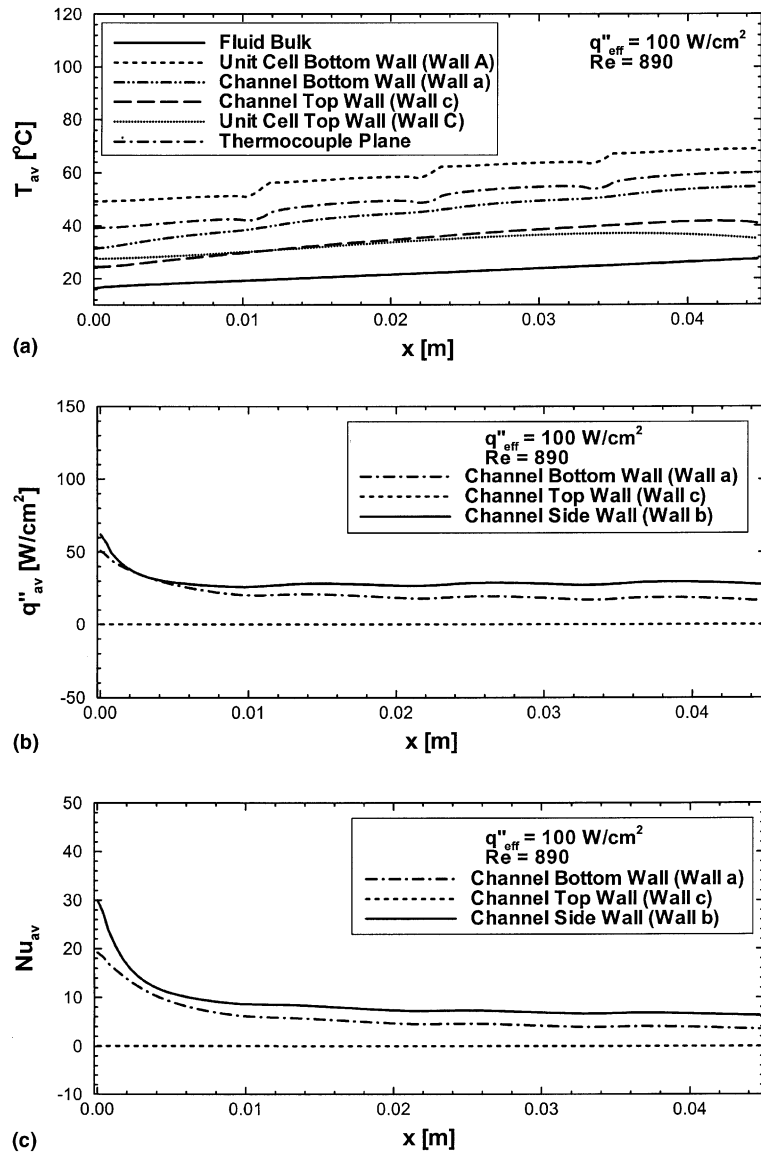 120
100
80
60
40
20
T_av [°C]
Fluid Bulk
Unit Cell Bottom Wall (Wall A)
Channel Bottom Wall (Wall a)
Channel Top Wall (Wall c)
Unit Cell Top Wall (Wall C)
Thermocouple Plane
q"eff = 100 W/cm²
Re = 890
0.00 0.01 0.02 0.03 0.04
x [m]
(a)
150
100
50
0
-50
q"av [W/cm²]
q"eff = 100 W/cm²
Re = 890
Channel Bottom Wall (Wall a)
Channel Top Wall (Wall c)
Channel Side Wall (Wall b)
0.00 0.01 0.02 0.03 0.04
x [m]
(b)
50
40
30
20
10
0
-10
Nu_av
q"eff = 100 W/cm²
Re = 890
Channel Bottom Wall (Wall a)
Channel Top Wall (Wall c)
Channel Side Wall (Wall b)
0.00 0.01 0.02 0.03 0.04
x [m]
(c)